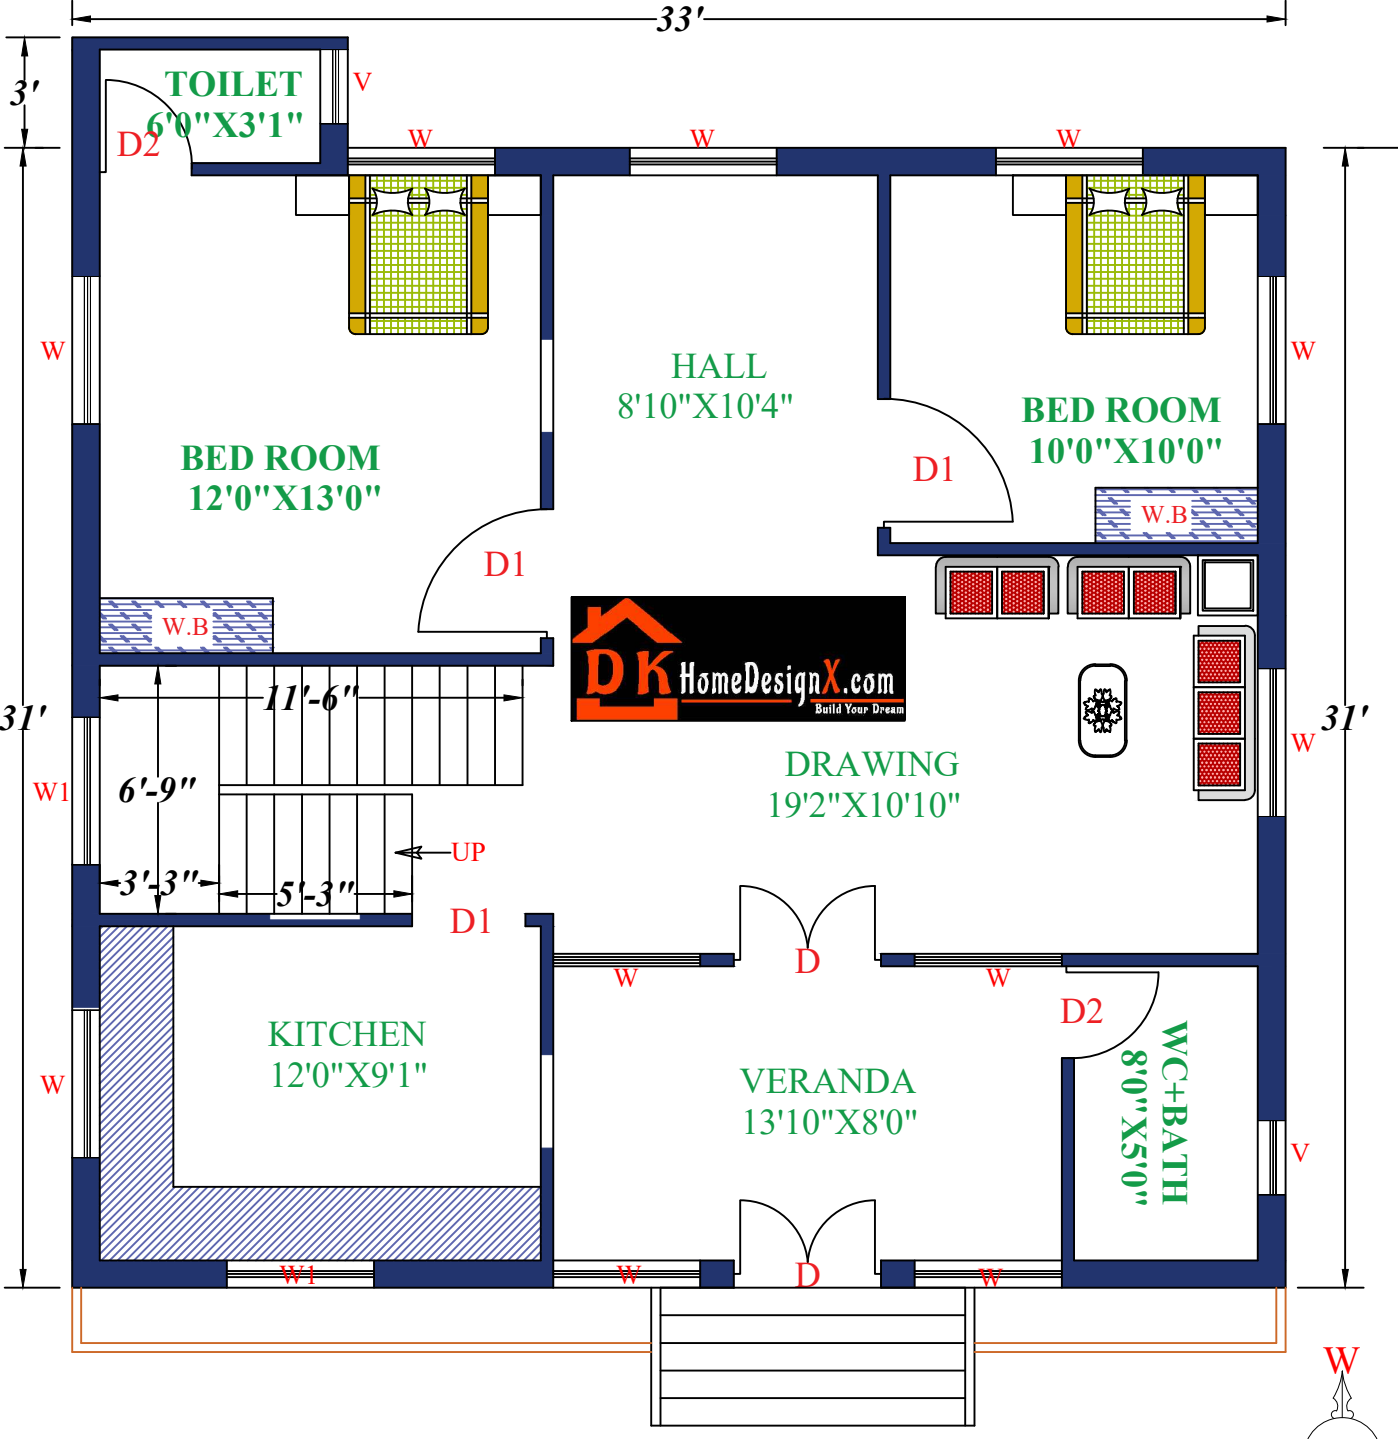 33'
3'
TOILET
6'0"X3'1"
V
D2
W
W
W
W
W
HALL
8'10"X10'4"
BED ROOM
10'0"X10'0"
BED ROOM
12'0"X13'0"
D1
W.B
D1
W.B
DK HomeDesignX.com
Build Your Dream
11'-6"
31'
31'
W
W1
6'-9"
DRAWING
19'2"X10'10"
UP
3'-3"
5'-3"
D1
D
W
W
D2
KITCHEN
12'0"X9'1"
W
VERANDA
13'10"X8'0"
WC+BATH
8'0"X5'0"
V
W1
W
D
W
W